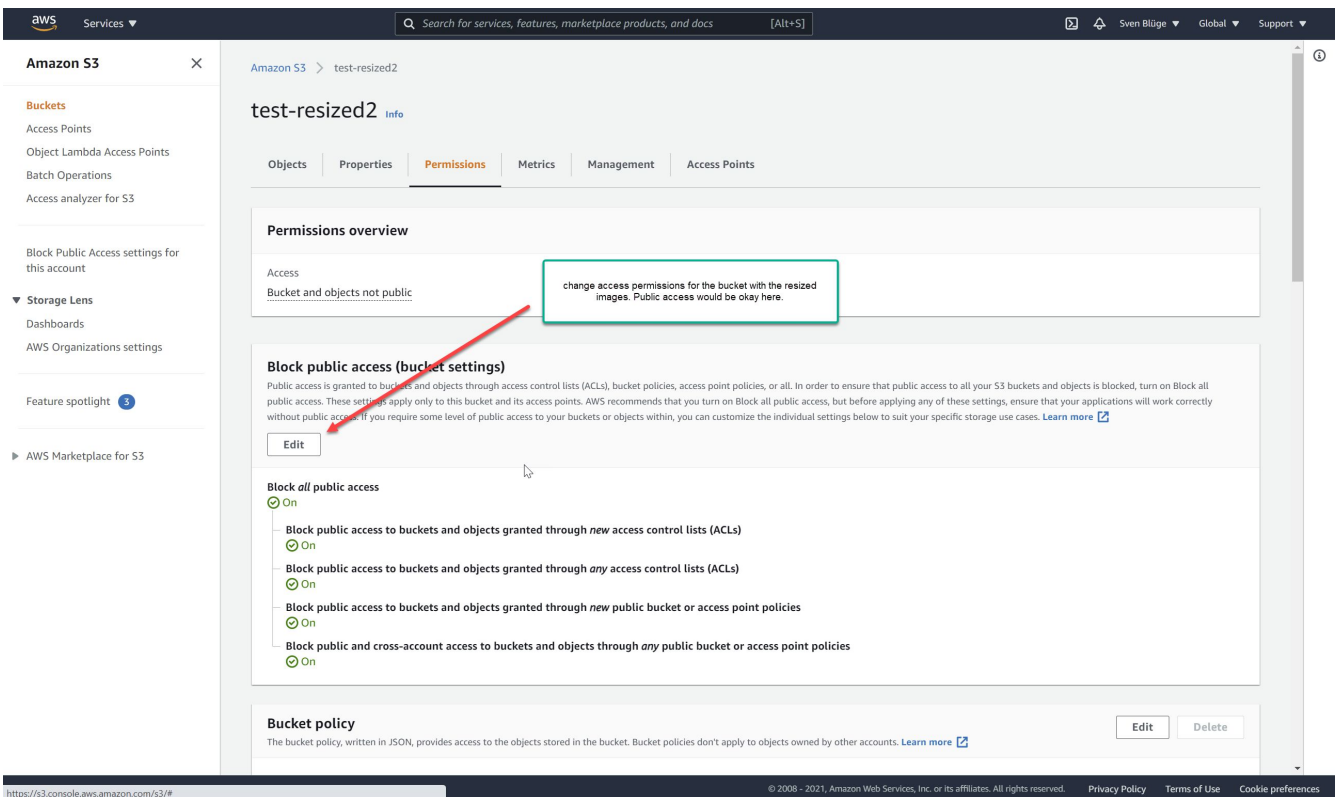 aws
Services ▼
Search for services, features, marketplace products, and docs
[Alt+S]
Sven Blüge ▼
Global ▼
Support ▼
Amazon S3
Buckets
Access Points
Object Lambda Access Points
Batch Operations
Access analyzer for S3
Block Public Access settings for
this account
▼ Storage Lens
Dashboards
AWS Organizations settings
Feature spotlight 3
▶ AWS Marketplace for S3
Amazon S3 > test-resized2
test-resized2 Info
Objects
Properties
Permissions
Metrics
Management
Access Points
Permissions overview
Access
Bucket and objects not public
change access permissions for the bucket with the resized
images. Public access would be okay here.
Block public access (bucket settings)
Public access is granted to buckets and objects through access control lists (ACLs), bucket policies, access point policies, or all. In order to ensure that public access to all your S3 buckets and objects is blocked, turn on Block all
public access. These settings apply only to this bucket and its access points. AWS recommends that you turn on Block all public access, but before applying any of these settings, ensure that your applications will work correctly
without public access. If you require some level of public access to your buckets or objects within, you can customize the individual settings below to suit your specific storage use cases. Learn more
Edit
Block all public access
On
Block public access to buckets and objects granted through new access control lists (ACLs)
On
Block public access to buckets and objects granted through any access control lists (ACLs)
On
Block public access to buckets and objects granted through new public bucket or access point policies
On
Block public and cross-account access to buckets and objects through any public bucket or access point policies
On
Bucket policy
Edit
Delete
The bucket policy, written in JSON, provides access to the objects stored in the bucket. Bucket policies don't apply to objects owned by other accounts. Learn more
https://s3.console.aws.amazon.com/s3/#
© 2008 - 2021, Amazon Web Services, Inc. or its affiliates. All rights reserved.
Privacy Policy
Terms of Use
Cookie preferences